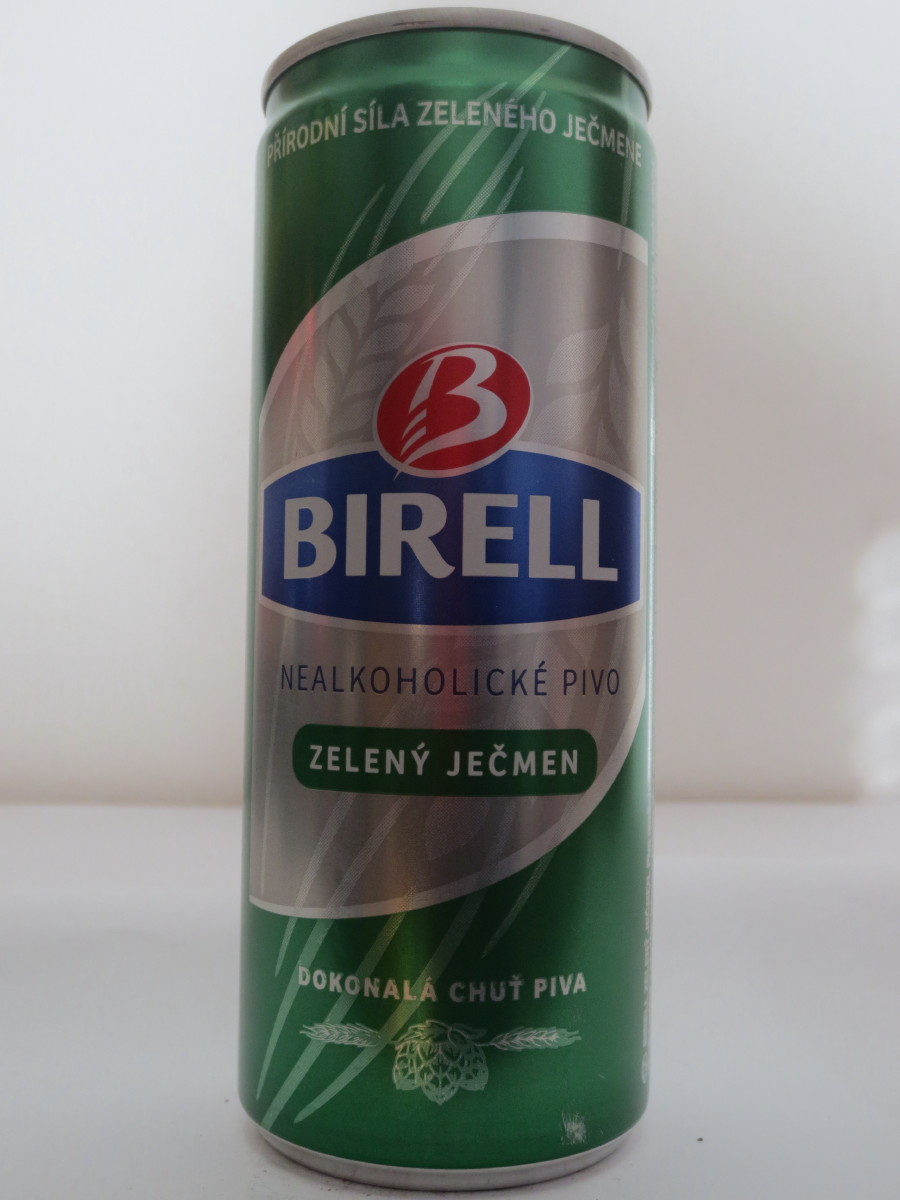 PŘÍRODNÍ SÍLA ZELENÉHO JEČMENE
B
BIRELL
NEALKOHOLICKÉ PIVO
ZELENÝ JEČMEN
DOKONALÁ CHUŤ PIVA